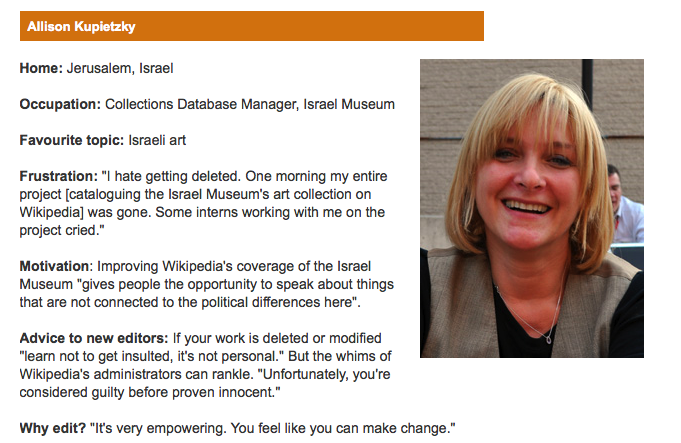 Allison Kupietzky
Home: Jerusalem, Israel
Occupation: Collections Database Manager, Israel Museum
Favourite topic: Israeli art
Frustration: "I hate getting deleted. One morning my entire
project [cataloguing the Israel Museum's art collection on
Wikipedia] was gone. Some interns working with me on the
project cried."
Motivation: Improving Wikipedia's coverage of the Israel
Museum "gives people the opportunity to speak about things
that are not connected to the political differences here".
Advice to new editors: If your work is deleted or modified
"learn not to get insulted, it's not personal." But the whims of
Wikipedia's administrators can rankle. "Unfortunately, you're
considered guilty before proven innocent."
Why edit? "It's very empowering. You feel like you can make change."